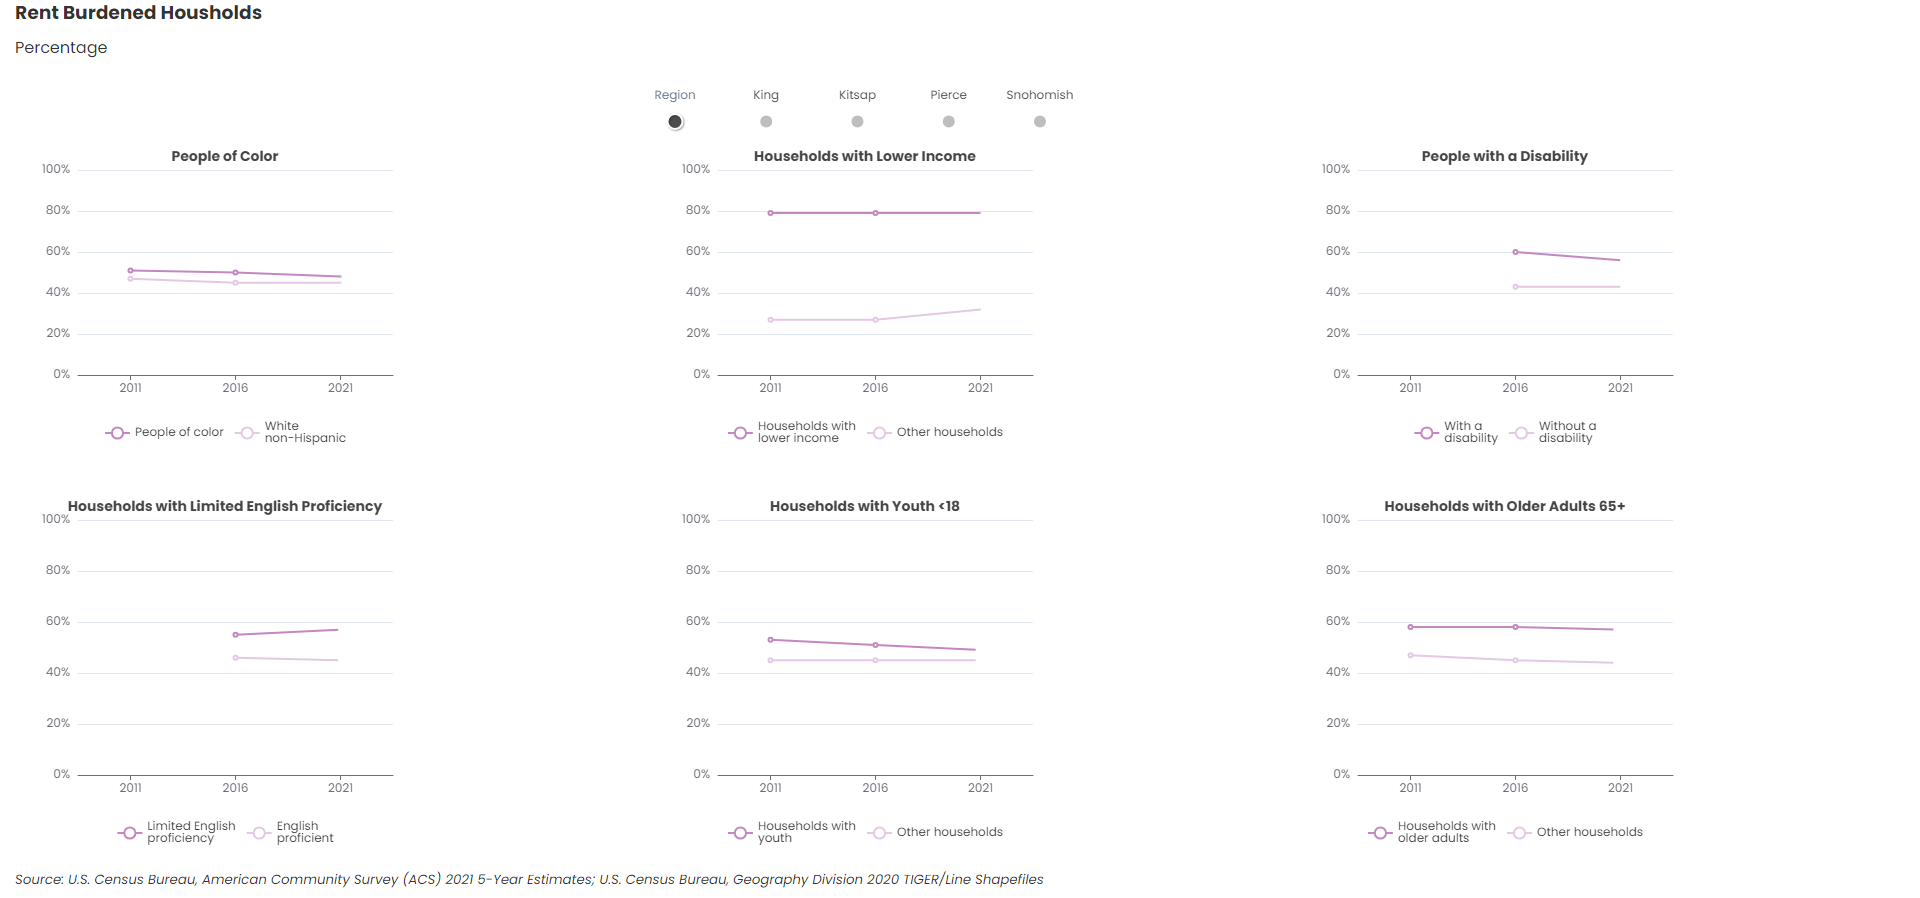 Rent Burdened Housholds
Percentage
Region King Kitsap Pierce Snohomish
People of Color
100%
80%
60%
40%
20%
0%
2011 2016 2021
People of color
White
non-Hispanic
Households with Lower Income
100%
80%
60%
40%
20%
0%
2011 2016 2021
Households with
lower income
Other households
People with a Disability
100%
80%
60%
40%
20%
0%
2011 2016 2021
With a
disability
Without a
disability
Households with Limited English Proficiency
100%
80%
60%
40%
20%
0%
2011 2016 2021
Limited English
proficiency
English
proficient
Households with Youth <18
100%
80%
60%
40%
20%
0%
2011 2016 2021
Households with
youth
Other households
Households with Older Adults 65+
100%
80%
60%
40%
20%
0%
2011 2016 2021
Households with
older adults
Other households
Source: U.S. Census Bureau, American Community Survey (ACS) 2021 5-Year Estimates; U.S. Census Bureau, Geography Division 2020 TIGER/Line Shapefiles